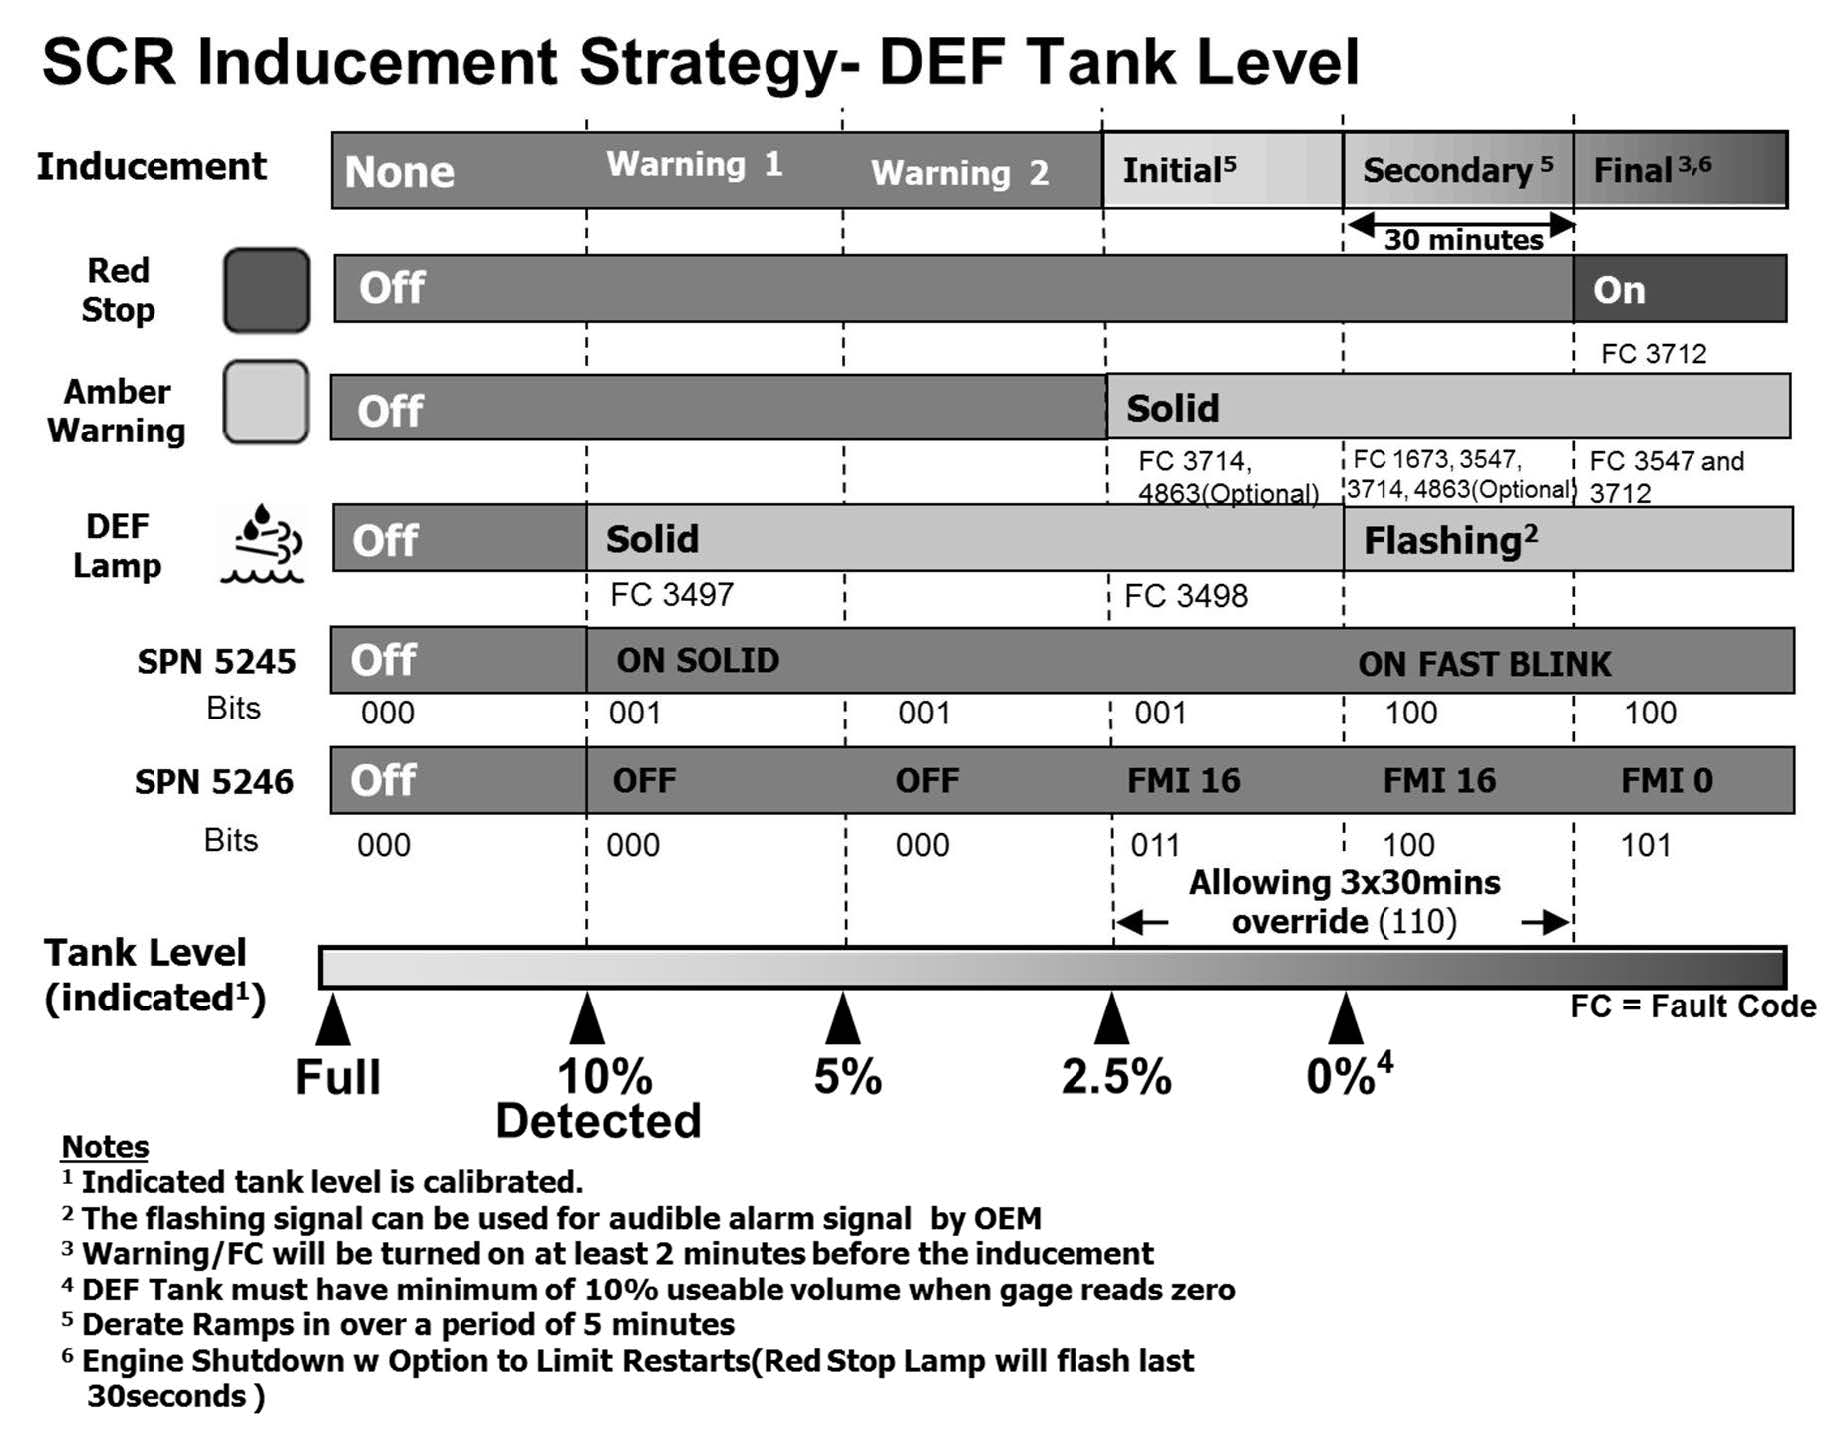 SCR Inducement Strategy- DEF Tank Level
Inducement
None
Warning 1
Warning 2
Initial⁵
Secondary ⁵
Final ³,⁶
30 minutes
Red
Stop
Off
On
FC 3712
Amber
Warning
Off
Solid
FC 3714,
4863(Optional)
FC 1673, 3547,
3714, 4863(Optional)
FC 3547 and
3712
DEF
Lamp
Off
Solid
Flashing²
FC 3497
FC 3498
SPN 5245
Off
ON SOLID
ON FAST BLINK
Bits
000
001
001
001
100
100
SPN 5246
Off
OFF
OFF
FMI 16
FMI 16
FMI 0
Bits
000
000
000
011
100
101
Allowing 3x30mins
override (110)
Tank Level
(indicated¹)
FC = Fault Code
Full
10%
Detected
5%
2.5%
0%⁴
Notes
¹ Indicated tank level is calibrated.
² The flashing signal can be used for audible alarm signal by OEM
³ Warning/FC will be turned on at least 2 minutes before the inducement
⁴ DEF Tank must have minimum of 10% useable volume when gage reads zero
⁵ Derate Ramps in over a period of 5 minutes
⁶ Engine Shutdown w Option to Limit Restarts(Red Stop Lamp will flash last
30seconds )